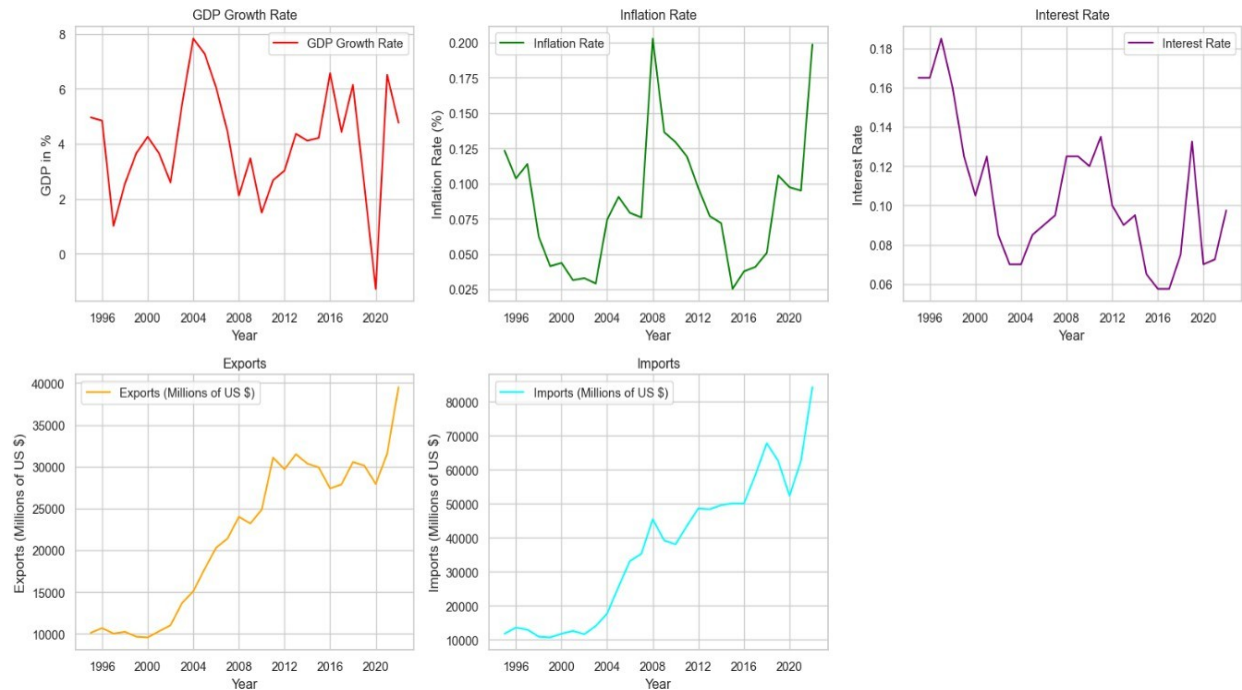 GDP Growth Rate
GDP Growth Rate
GDP in %
8
6
4
2
0
1996 2000 2004 2008 2012 2016 2020
Year
Inflation Rate
Inflation Rate
Inflation Rate (%)
0.200
0.175
0.150
0.125
0.100
0.075
0.050
0.025
1996 2000 2004 2008 2012 2016 2020
Year
Interest Rate
Interest Rate
Interest Rate
0.18
0.16
0.14
0.12
0.10
0.08
0.06
1996 2000 2004 2008 2012 2016 2020
Year
Exports
Exports (Millions of US $)
Exports (Millions of US $)
40000
35000
30000
25000
20000
15000
10000
1996 2000 2004 2008 2012 2016 2020
Year
Imports
Imports (Millions of US $)
Imports (Millions of US $)
80000
70000
60000
50000
40000
30000
20000
10000
1996 2000 2004 2008 2012 2016 2020
Year